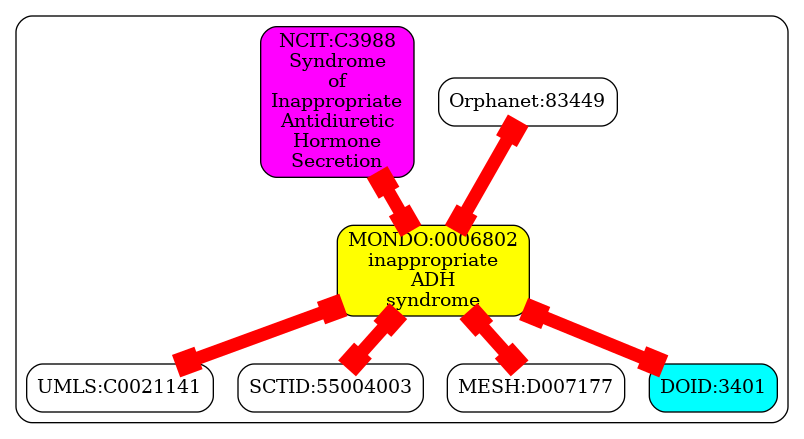 NCIT:C3988
Syndrome
of
Inappropriate
Antidiuretic
Hormone
Secretion
Orphanet:83449
MONDO:0006802
inappropriate
ADH
syndrome
UMLS:C0021141
SCTID:55004003
MESH:D007177
DOID:3401